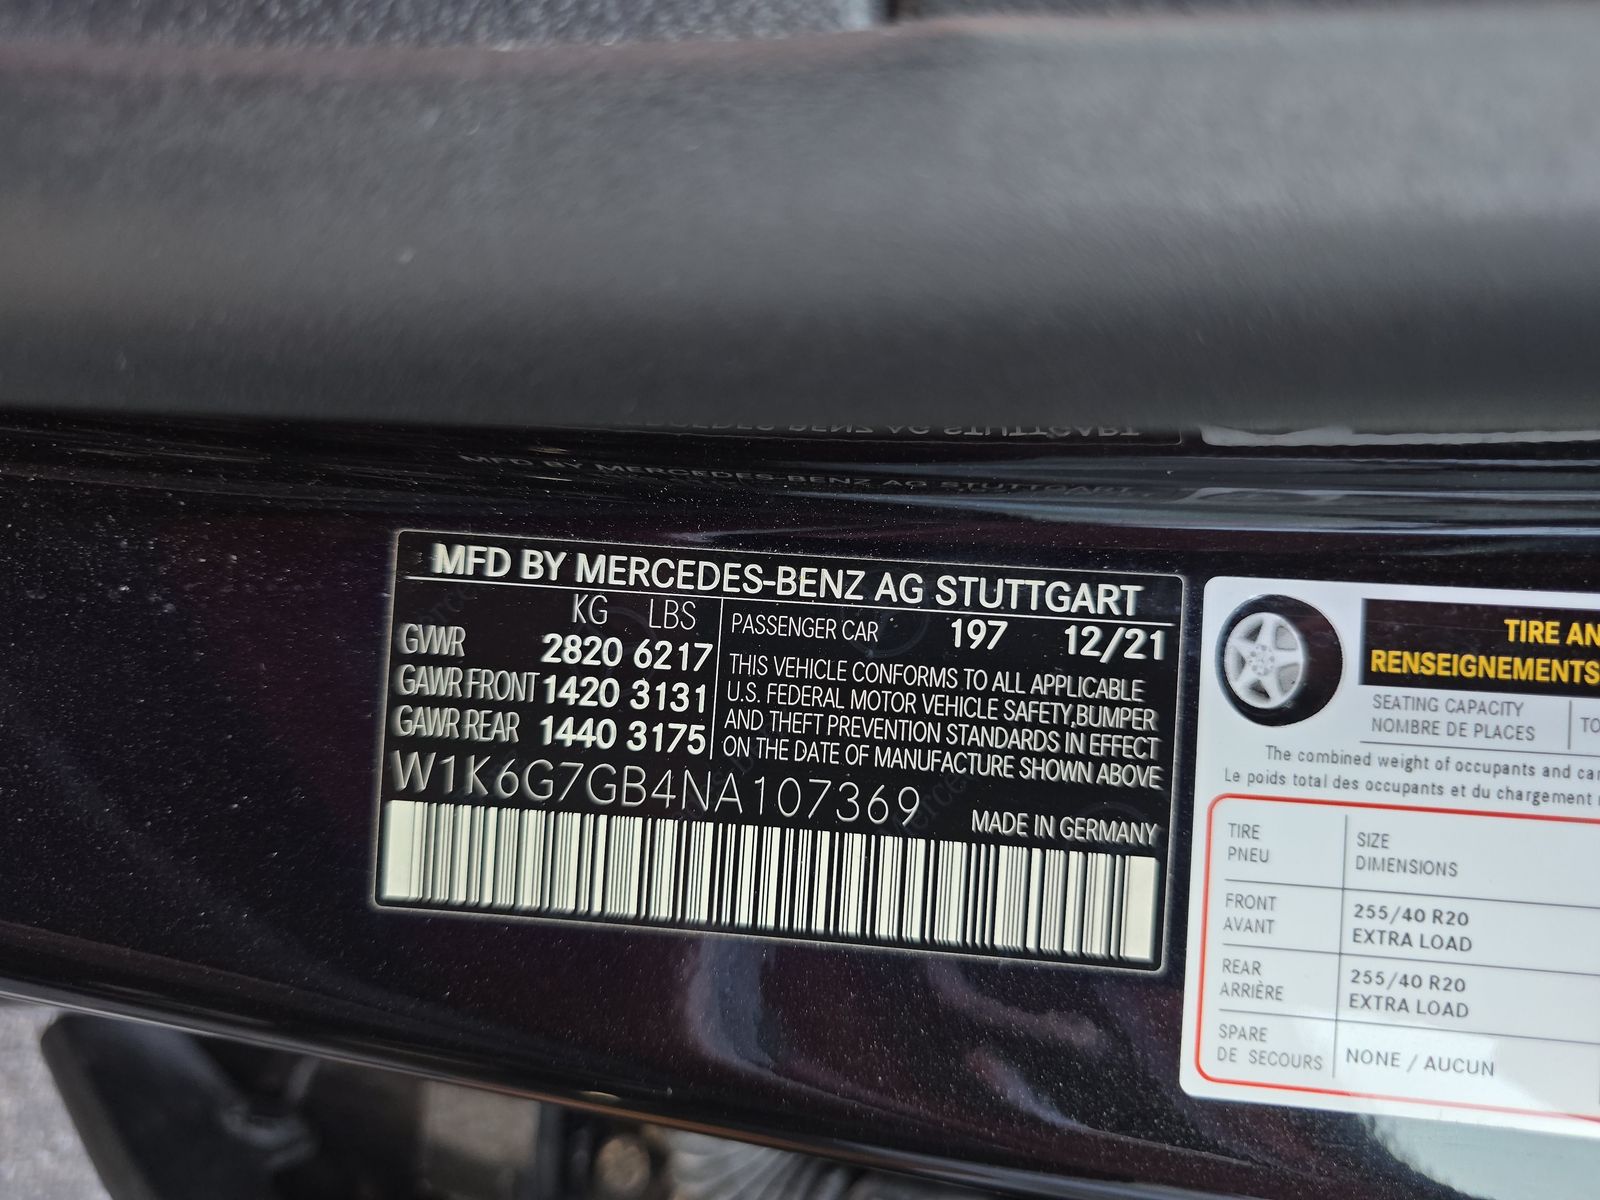 MFD BY MERCEDES-BENZ AG STUTTGART
KG LBS
GVWR 2820 6217
GAWR FRONT 1420 3131
GAWR REAR 1440 3175
PASSENGER CAR 197 12/21
THIS VEHICLE CONFORMS TO ALL APPLICABLE
U.S. FEDERAL MOTOR VEHICLE SAFETY,BUMPER
AND THEFT PREVENTION STANDARDS IN EFFECT
ON THE DATE OF MANUFACTURE SHOWN ABOVE
W1K6G7GB4NA107369
MADE IN GERMANY
TIRE AN
RENSEIGNEMENTS
SEATING CAPACITY
NOMBRE DE PLACES
TO
The combined weight of occupants and ca
Le poids total des occupants et du chargement
TIRE
PNEU
SIZE
DIMENSIONS
FRONT
AVANT
255/40 R20
EXTRA LOAD
REAR
ARRIÈRE
255/40 R20
EXTRA LOAD
SPARE
DE SECOURS
NONE / AUCUN